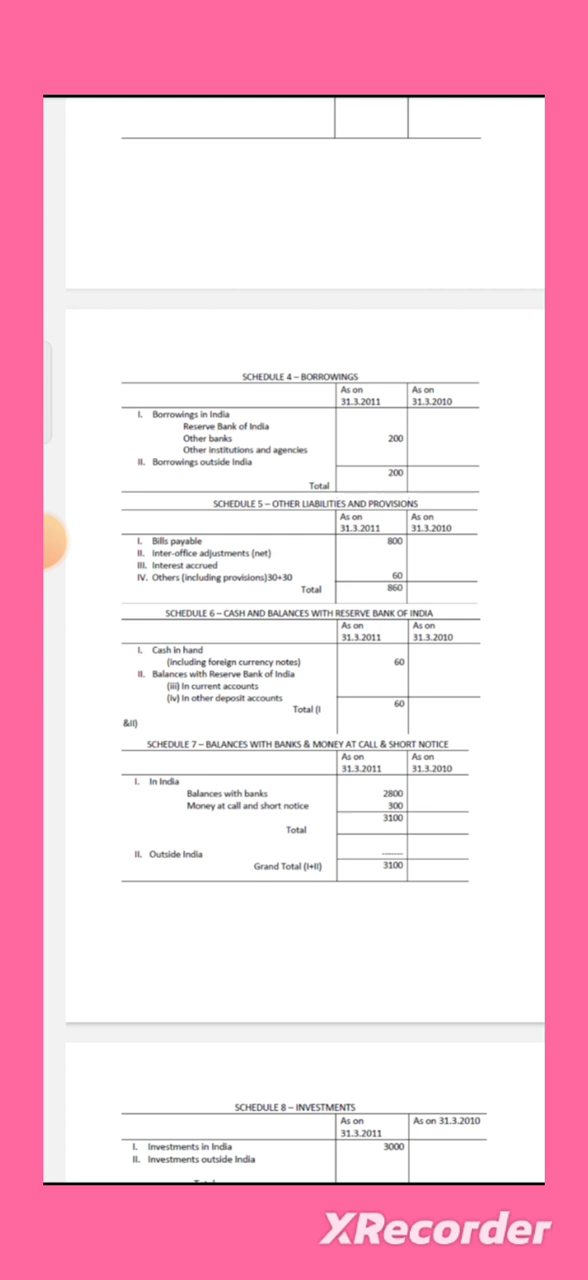 SCHEDULE 4 – BORROWINGS
As on 31.3.2011 As on 31.3.2010
I. Borrowings in India
Reserve Bank of India
Other banks 200
Other institutions and agencies
II. Borrowings outside India
200
Total
SCHEDULE 5 – OTHER LIABILITIES AND PROVISIONS
As on 31.3.2011 As on 31.3.2010
I. Bills payable 800
II. Inter-office adjustments (net)
III. Interest accrued
IV. Others (including provisions)30+30 60
Total 860
SCHEDULE 6 – CASH AND BALANCES WITH RESERVE BANK OF INDIA
As on 31.3.2011 As on 31.3.2010
I. Cash in hand
(including foreign currency notes) 60
II. Balances with Reserve Bank of India
(iii) In current accounts
(iv) In other deposit accounts 60
Total (I
&II)
SCHEDULE 7 – BALANCES WITH BANKS & MONEY AT CALL & SHORT NOTICE
As on 31.3.2011 As on 31.3.2010
I. In India
Balances with banks 2800
Money at call and short notice 300
3100
Total
II. Outside India --------
Grand Total (I+II) 3100
SCHEDULE 8 – INVESTMENTS
As on 31.3.2011 As on 31.3.2010
I. Investments in India 3000
II. Investments outside India
XRecorder